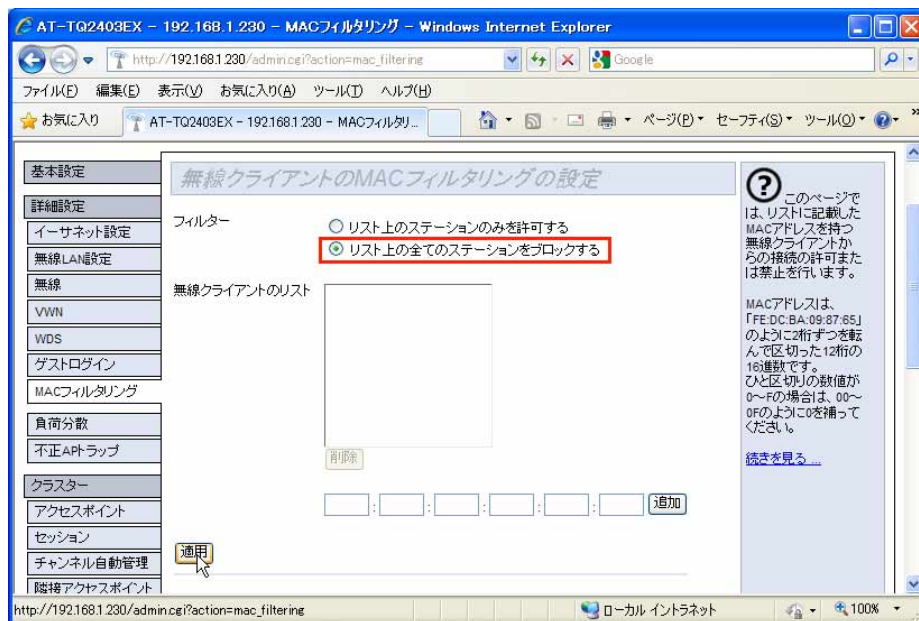 AT-TQ2403EX - 192.168.1.230 - MACフィルタリング - Windows Internet Explorer
http://192.168.1.230/admin.cgi?action=mac_filtering
Google
ファイル(F) 編集(E) 表示(V) お気に入り(A) ツール(T) ヘルプ(H)
お気に入り
AT-TQ2403EX - 192.168.1.230 - MACフィルタリ...
ページ(P) セーフティ(S) ツール(O)
基本設定
詳細設定
イーサネット設定
無線LAN設定
無線
VWN
WDS
ゲストログイン
MACフィルタリング
負荷分散
不正APトラップ
クラスター
アクセスポイント
セッション
チャンネル自動管理
隣接アクセスポイント
無線クライアントのMACフィルタリングの設定
フィルター
リスト上のステーションのみを許可する
リスト上の全てのステーションをブロックする
無線クライアントのリスト
削除
: : : : :
追加
適用
このページで
は、リストに記載した
MACアドレスを持つ
無線クライアントか
らの接続の許可また
は禁止を行います。
MACアドレスは、
「FE:DC:BA:09:87:65」
のように2桁ずつを転
んで区切った12桁の
16進数です。
ひと区切りの数値が
0～Fの場合は、00～
0Fのように0を補って
ください。
続きを見る ...
http://192.168.1.230/admin.cgi?action=mac_filtering
ローカル イントラネット
100%